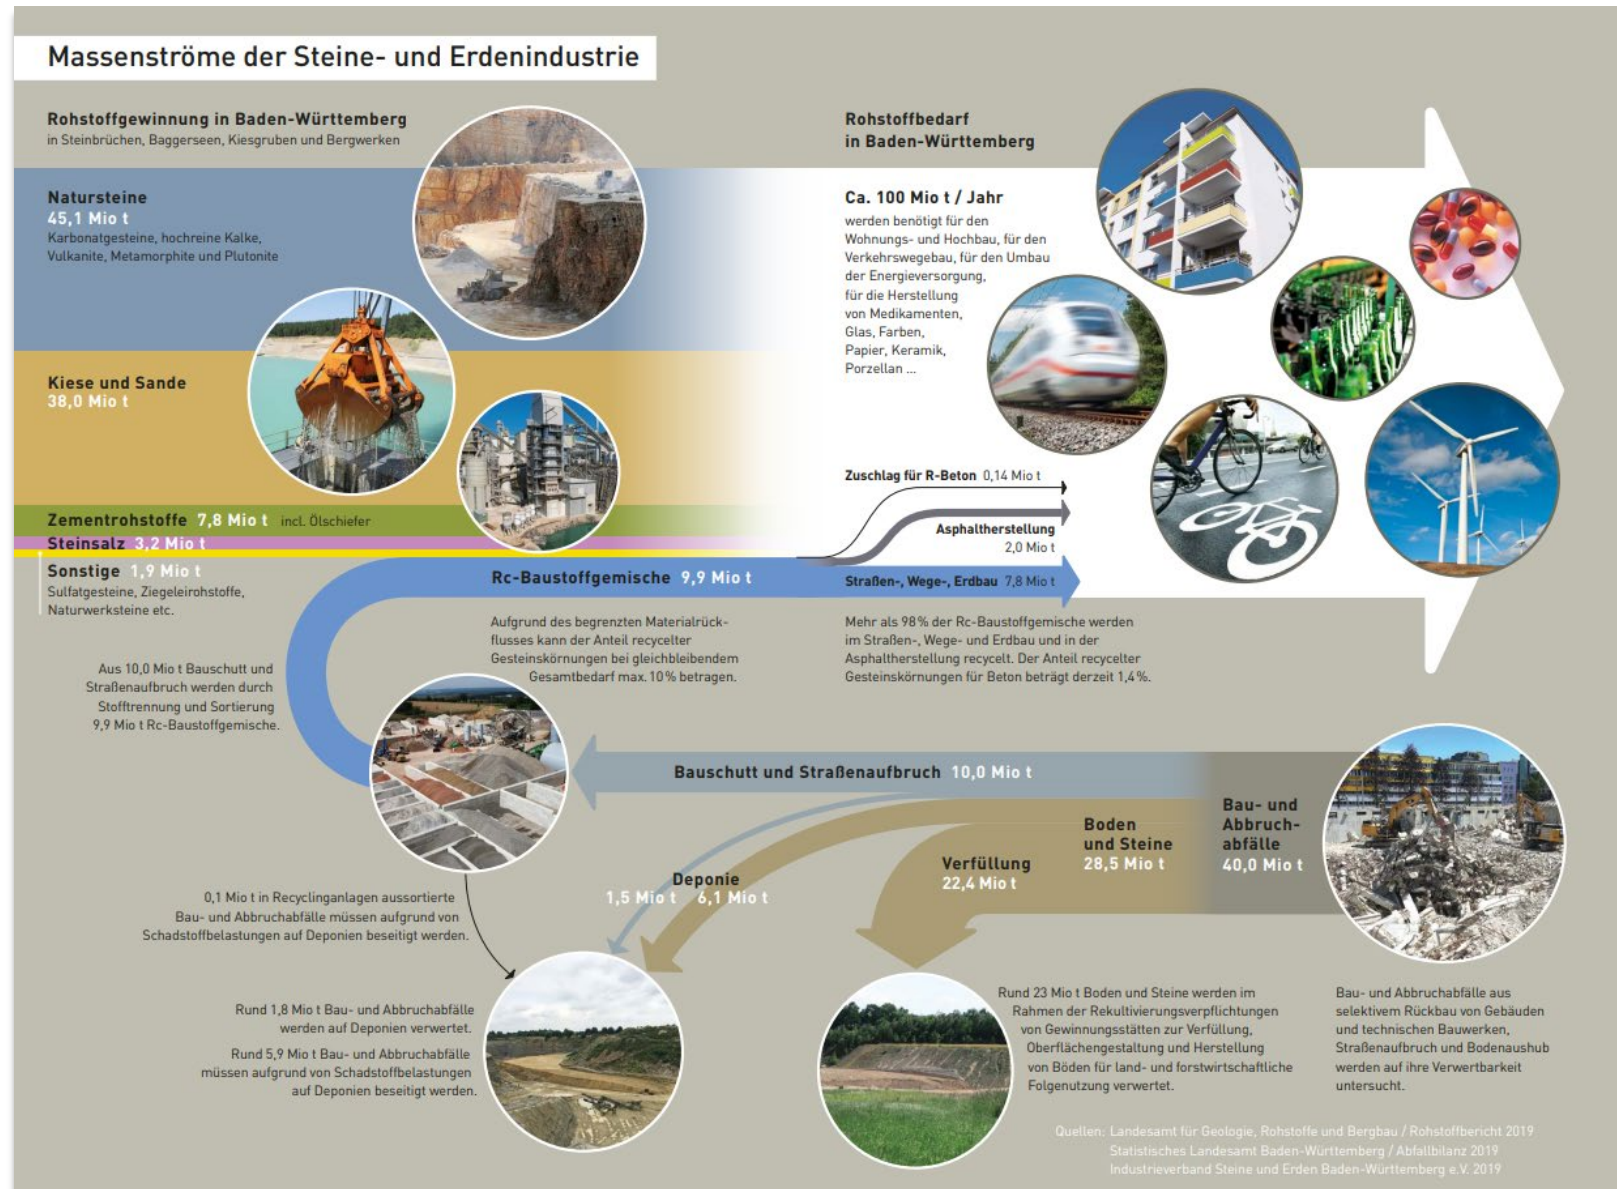 Massenströme der Steine- und Erdenindustrie
Rohstoffgewinnung in Baden-Württemberg
in Steinbrüchen, Baggerseen, Kiesgruben und Bergwerken
Natursteine
45,1 Mio t
Karbonatgesteine, hochreine Kalke,
Vulkanite, Metamorphite und Plutonite
Kiese und Sande
38,0 Mio t
Zementrohstoffe 7,8 Mio t incl. Ölschiefer
Steinsalz 3,2 Mio t
Sonstige 1,9 Mio t
Sulfatgesteine, Ziegeleirohstoffe,
Naturwerksteine etc.
Rohstoffbedarf
in Baden-Württemberg
Ca. 100 Mio t / Jahr
werden benötigt für den
Wohnungs- und Hochbau, für den
Verkehrswegebau, für den Umbau
der Energieversorgung,
für die Herstellung
von Medikamenten,
Glas, Farben,
Papier, Keramik,
Porzellan ...
Zuschlag für R-Beton 0,14 Mio t
Asphaltherstellung
2,0 Mio t
Rc-Baustoffgemische 9,9 Mio t
Straßen-, Wege-, Erdbau 7,8 Mio t
Aufgrund des begrenzten Materialrück-
flusses kann der Anteil recycelter
Gesteinskörnungen bei gleichbleibendem
Gesamtbedarf max. 10% betragen.
Mehr als 98% der Rc-Baustoffgemische werden
im Straßen-, Wege- und Erdbau und in der
Asphaltherstellung recycelt. Der Anteil recycelter
Gesteinskörnungen für Beton beträgt derzeit 1,4%.
Aus 10,0 Mio t Bauschutt und
Straßenaufbruch werden durch
Stofftrennung und Sortierung
9,9 Mio t Rc-Baustoffgemische.
Bauschutt und Straßenaufbruch 10,0 Mio t
Bau- und
Abbruch-
abfälle
40,0 Mio t
Boden
und Steine
28,5 Mio t
Verfüllung
22,4 Mio t
Deponie
1,5 Mio t 6,1 Mio t
0,1 Mio t in Recyclinganlagen aussortierte
Bau- und Abbruchabfälle müssen aufgrund von
Schadstoffbelastungen auf Deponien beseitigt werden.
Rund 1,8 Mio t Bau- und Abbruchabfälle
werden auf Deponien verwertet.
Rund 5,9 Mio t Bau- und Abbruchabfälle
müssen aufgrund von Schadstoffbelastungen
auf Deponien beseitigt werden.
Rund 23 Mio t Boden und Steine werden im
Rahmen der Rekultivierungsverpflichtungen
von Gewinnungsstätten zur Verfüllung,
Oberflächengestaltung und Herstellung
von Böden für land- und forstwirtschaftliche
Folgenutzung verwertet.
Bau- und Abbruchabfälle aus
selektivem Rückbau von Gebäuden
und technischen Bauwerken,
Straßenaufbruch und Bodenaushub
werden auf ihre Verwertbarkeit
untersucht.
Quellen: Landesamt für Geologie, Rohstoffe und Bergbau / Rohstoffbericht 2019
Statistisches Landesamt Baden-Württemberg / Abfallbilanz 2019
Industrieverband Steine und Erden Baden-Württemberg e.V. 2019